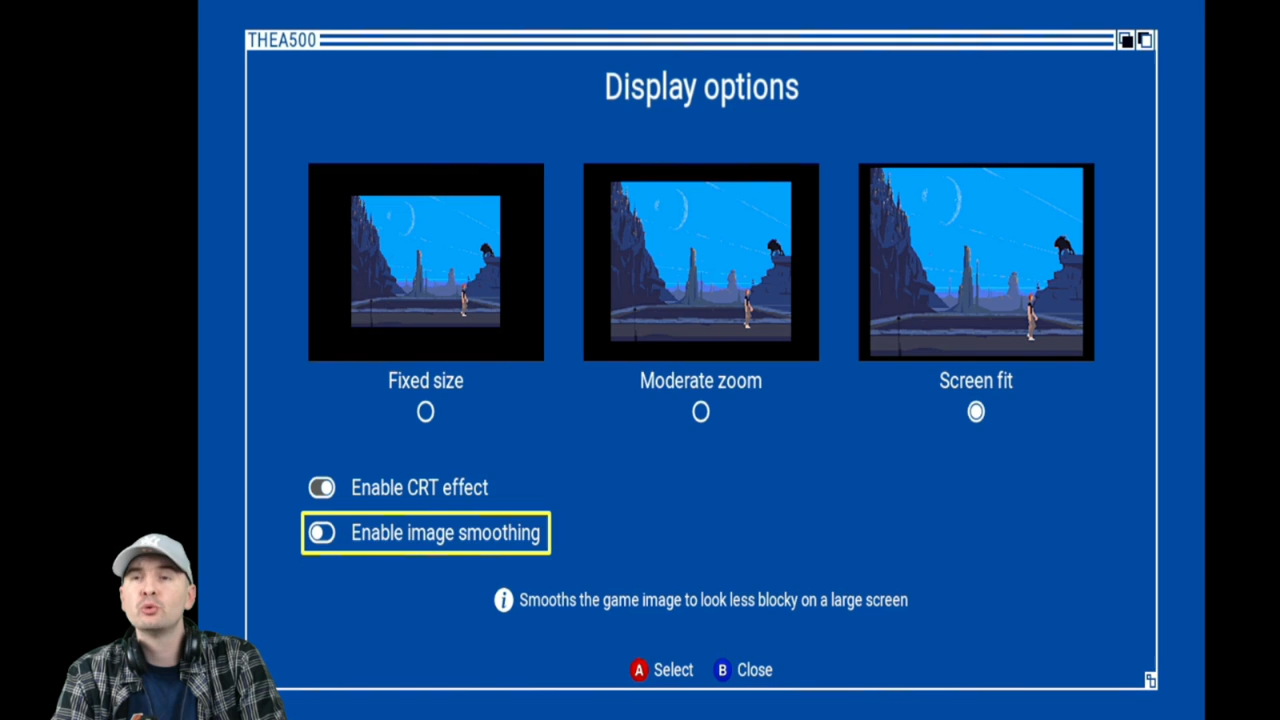 THEA500
Display options
Fixed size
Moderate zoom
Screen fit
Enable CRT effect
Enable image smoothing
i Smooths the game image to look less blocky on a large screen
A Select B Close